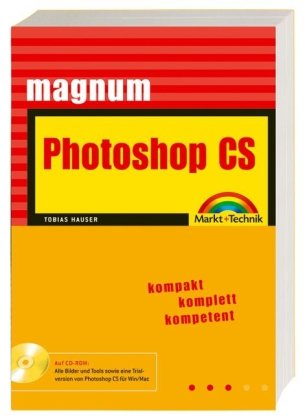 magnum
Photoshop CS
TOBIAS HAUSER
Markt+Technik
kompakt
komplett
kompetent
Auf CD-ROM:
Alle Bilder und Tools sowie eine Trial-
version von Photoshop CS für Win/Mac